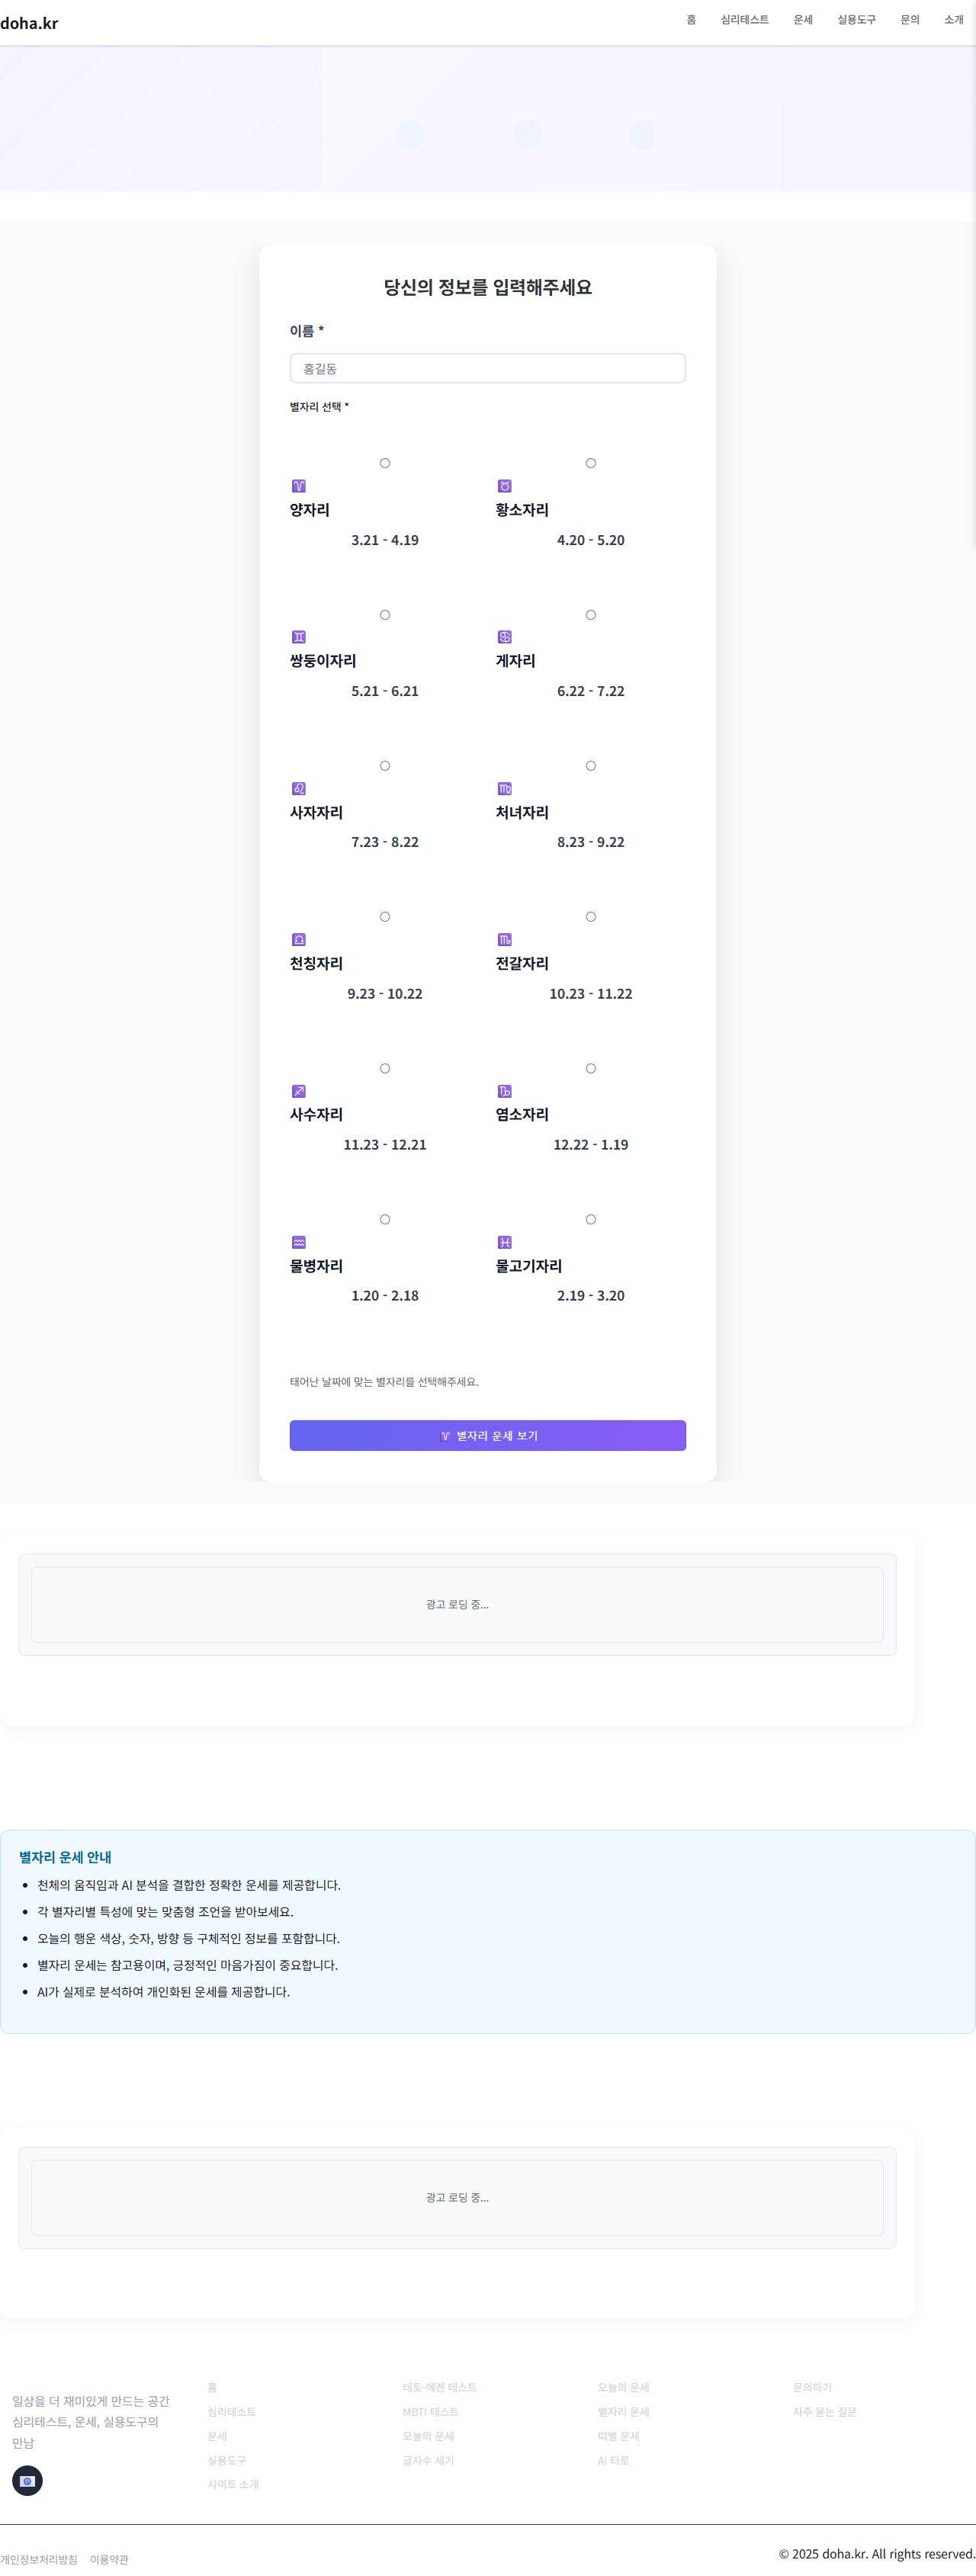 doha.kr
홈 심리테스트 운세 실용도구 문의 소개
당신의 정보를 입력해주세요
이름 *
홍길동
별자리 선택 *
♈ ♉
양자리 황소자리
3.21 - 4.19 4.20 - 5.20
♊ ♋
쌍둥이자리 게자리
5.21 - 6.21 6.22 - 7.22
♌ ♍
사자자리 처녀자리
7.23 - 8.22 8.23 - 9.22
♎ ♏
천칭자리 전갈자리
9.23 - 10.22 10.23 - 11.22
♐ ♑
사수자리 염소자리
11.23 - 12.21 12.22 - 1.19
♒ ♓
물병자리 물고기자리
1.20 - 2.18 2.19 - 3.20
태어난 날짜에 맞는 별자리를 선택해주세요.
♈ 별자리 운세 보기
광고 로딩 중...
별자리 운세 안내
• 천체의 움직임과 AI 분석을 결합한 정확한 운세를 제공합니다.
• 각 별자리별 특성에 맞는 맞춤형 조언을 받아보세요.
• 오늘의 행운 색상, 숫자, 방향 등 구체적인 정보를 포함합니다.
• 별자리 운세는 참고용이며, 긍정적인 마음가짐이 중요합니다.
• AI가 실제로 분석하여 개인화된 운세를 제공합니다.
광고 로딩 중...
일상을 더 재미있게 만드는 공간
심리테스트, 운세, 실용도구의
만남
홈
심리테스트
운세
실용도구
사이트 소개
테토-에겐 테스트
MBTI 테스트
오늘의 운세
글자수 세기
오늘의 운세
별자리 운세
띠별 운세
AI 타로
문의하기
자주 묻는 질문
개인정보처리방침 이용약관
© 2025 doha.kr. All rights reserved.